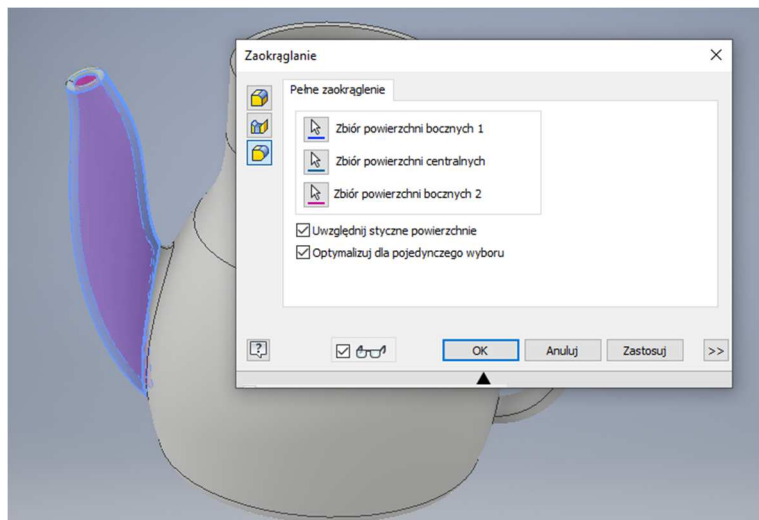 Zaokrąglanie
Pełne zaokrąglenie
Zbiór powierzchni bocznych 1
Zbiór powierzchni centralnych
Zbiór powierzchni bocznych 2
Uwzględnij styczne powierzchnie
Optymalizuj dla pojedynczego wyboru
? OK Anuluj Zastosuj >>